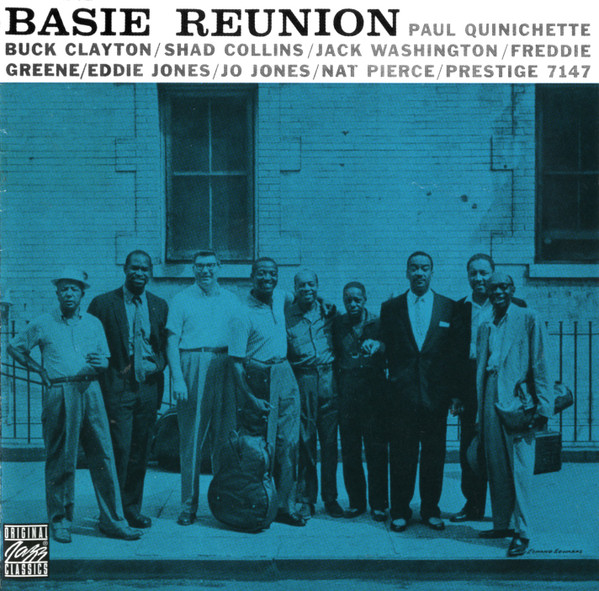 BASIE REUNION PAUL QUINICHETTE
BUCK CLAYTON/SHAD COLLINS/JACK WASHINGTON/FREDDIE
GREENE/EDDIE JONES/JO JONES/NAT PIERCE/PRESTIGE 7147
ORIGINAL
Jazz
CLASSICS